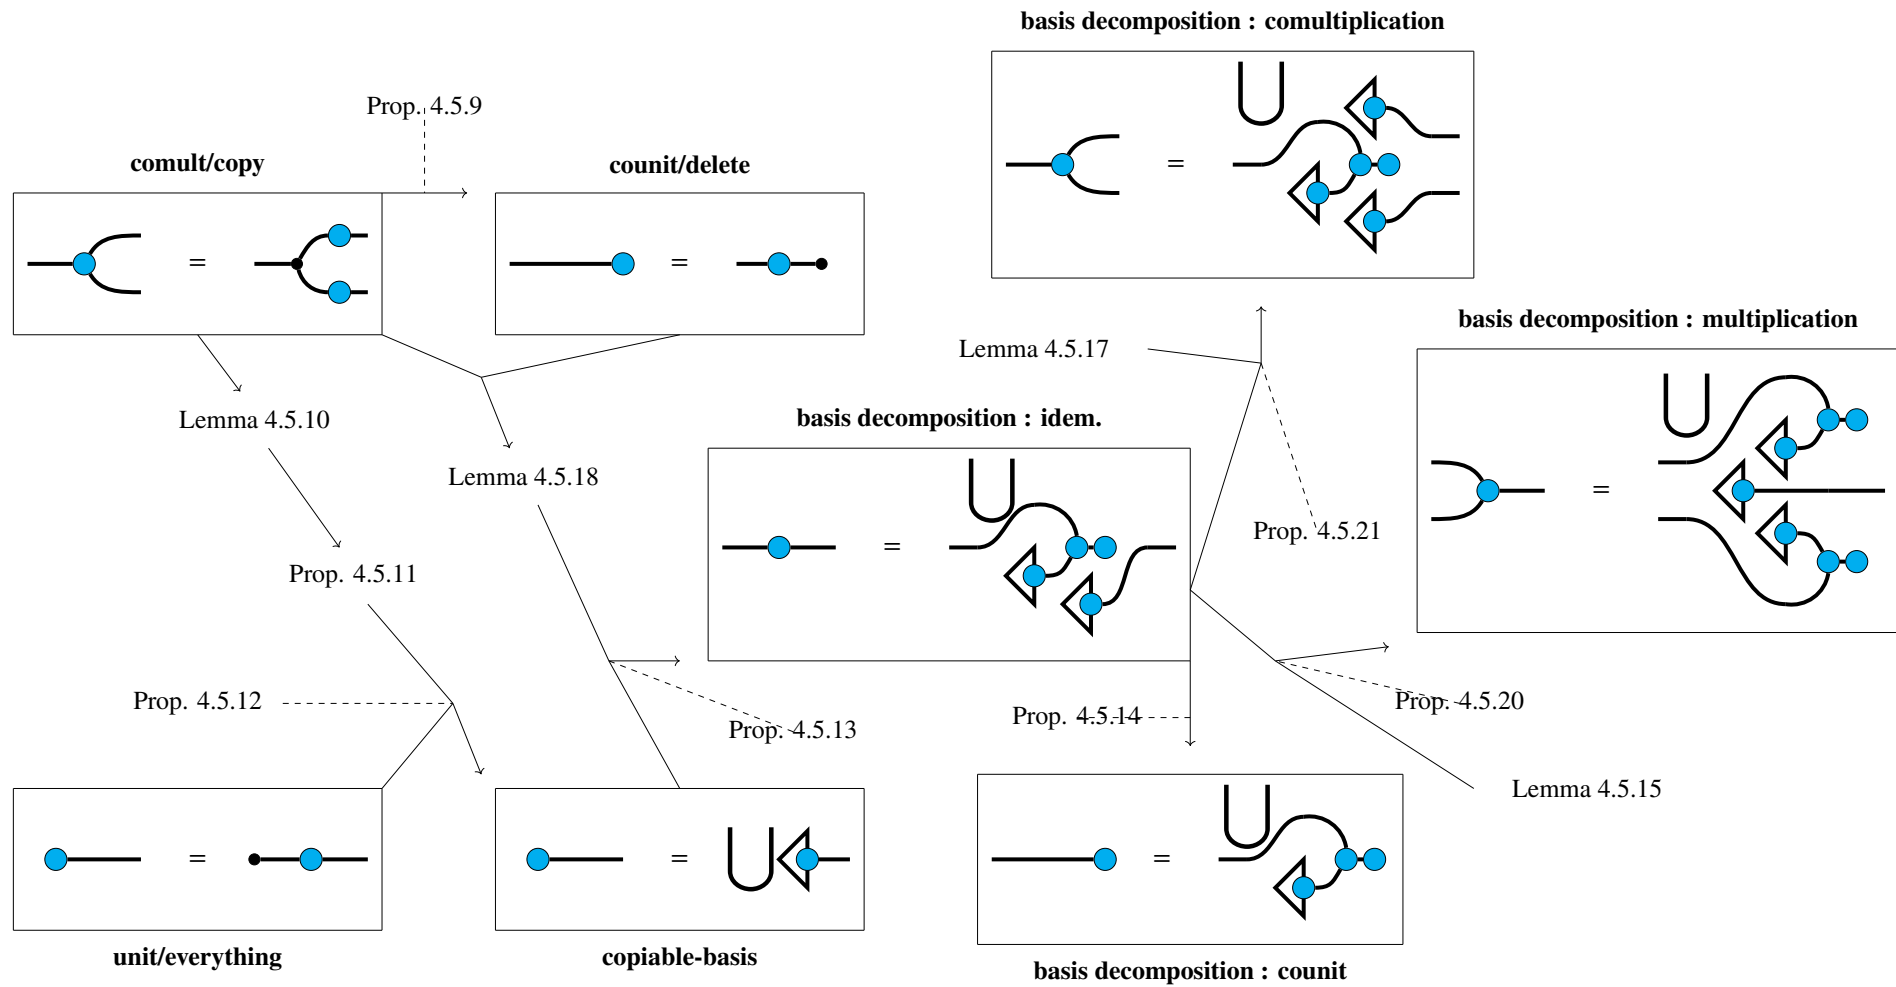 basis decomposition : comultiplication
Prop. 4.5.9
comult/copy
counit/delete
=
=
=
basis decomposition : multiplication
Lemma 4.5.17
Lemma 4.5.10
basis decomposition : idem.
Lemma 4.5.18
=
Prop. 4.5.21
=
Prop. 4.5.11
Prop. 4.5.12
Prop. 4.5.13
Prop. 4.5.14
Prop. 4.5.20
Lemma 4.5.15
=
=
=
unit/everything
copiable-basis
basis decomposition : counit